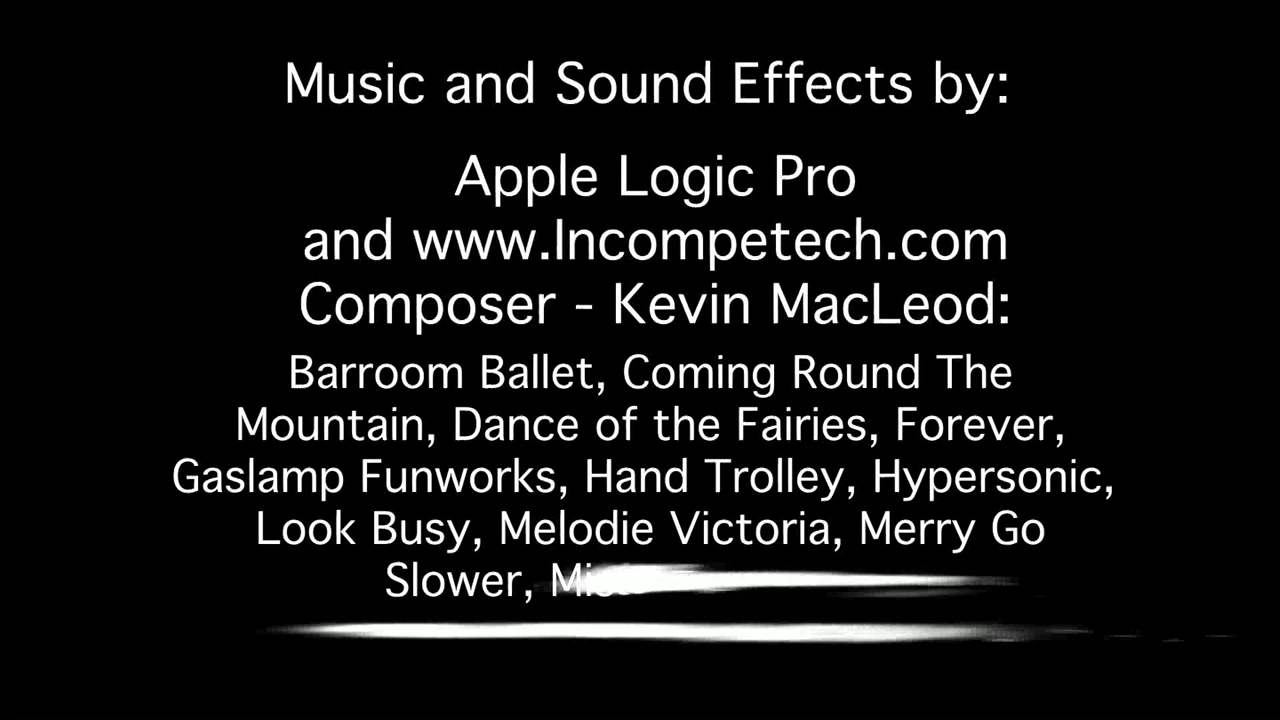 Music and Sound Effects by:
Apple Logic Pro
and www.Incompetech.com
Composer - Kevin MacLeod:
Barroom Ballet, Coming Round The
Mountain, Dance of the Fairies, Forever,
Gaslamp Funworks, Hand Trolley, Hypersonic,
Look Busy, Melodie Victoria, Merry Go
Slower,